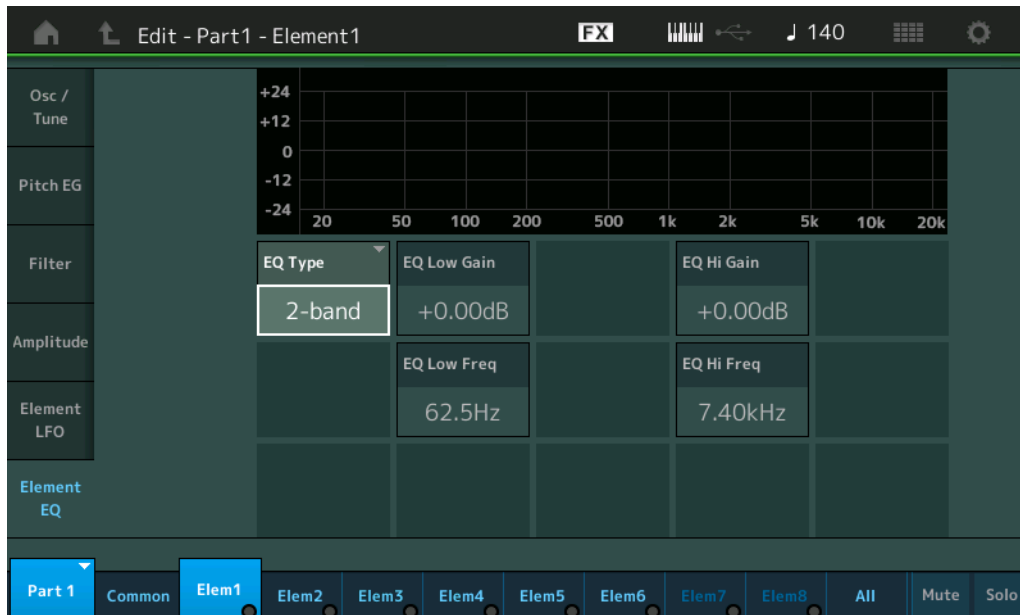 Edit - Part1 - Element1 FX ♩ 140
Osc /
Tune
Pitch EG
Filter
Amplitude
Element
LFO
Element
EQ
+24
+12
0
-12
-24
20 50 100 200 500 1k 2k 5k 10k 20k
EQ Type EQ Low Gain EQ Hi Gain
2-band +0.00dB +0.00dB
EQ Low Freq EQ Hi Freq
62.5Hz 7.40kHz
Part 1 Common Elem1 Elem2 Elem3 Elem4 Elem5 Elem6 Elem7 Elem8 All Mute Solo